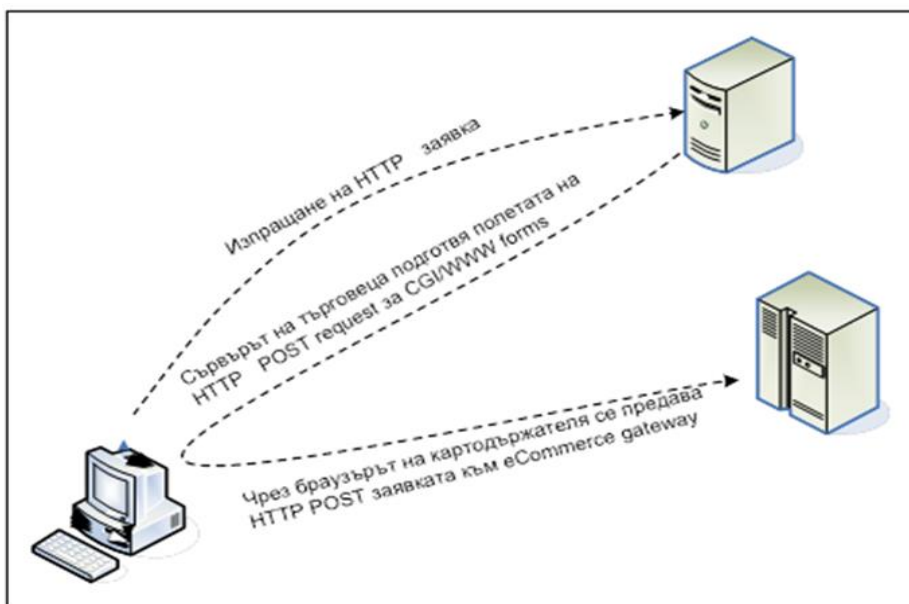 Изпращане на HTTP заявка
Сървърът на търговеца подготвя полетата на
HTTP POST request за CGI/WWW forms
Чрез браузърът на картодържателя се предава
HTTP POST заявката към eCommerce gateway